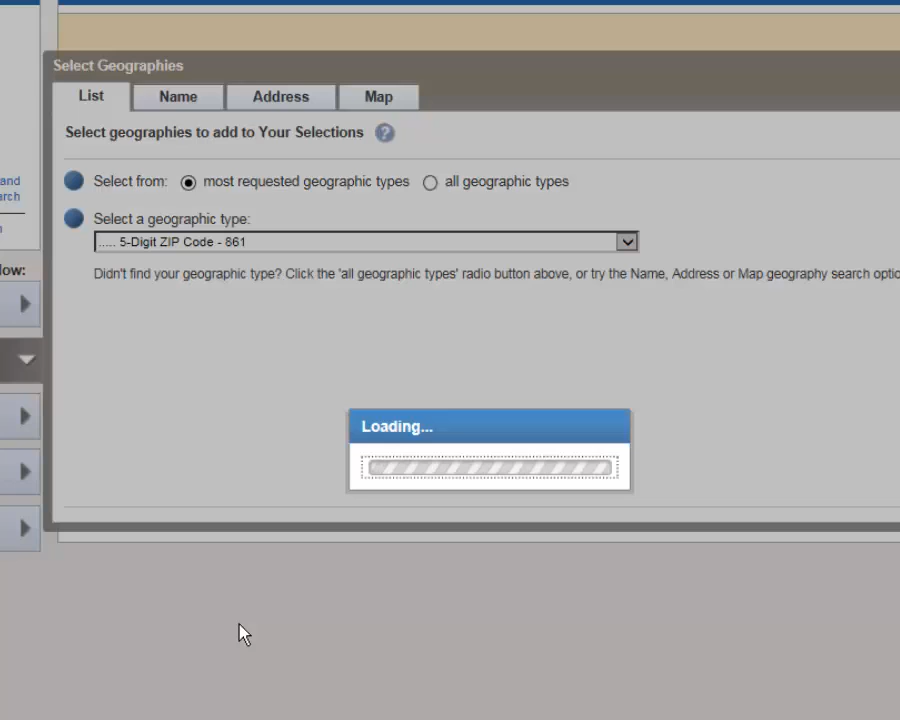 Select Geographies
List
Name
Address
Map
Select geographies to add to Your Selections ?
and
Select from: most requested geographic types all geographic types
arch
Select a geographic type:
..... 5-Digit ZIP Code - 861
low:
Didn't find your geographic type? Click the 'all geographic types' radio button above, or try the Name, Address or Map geography search optio
Loading...